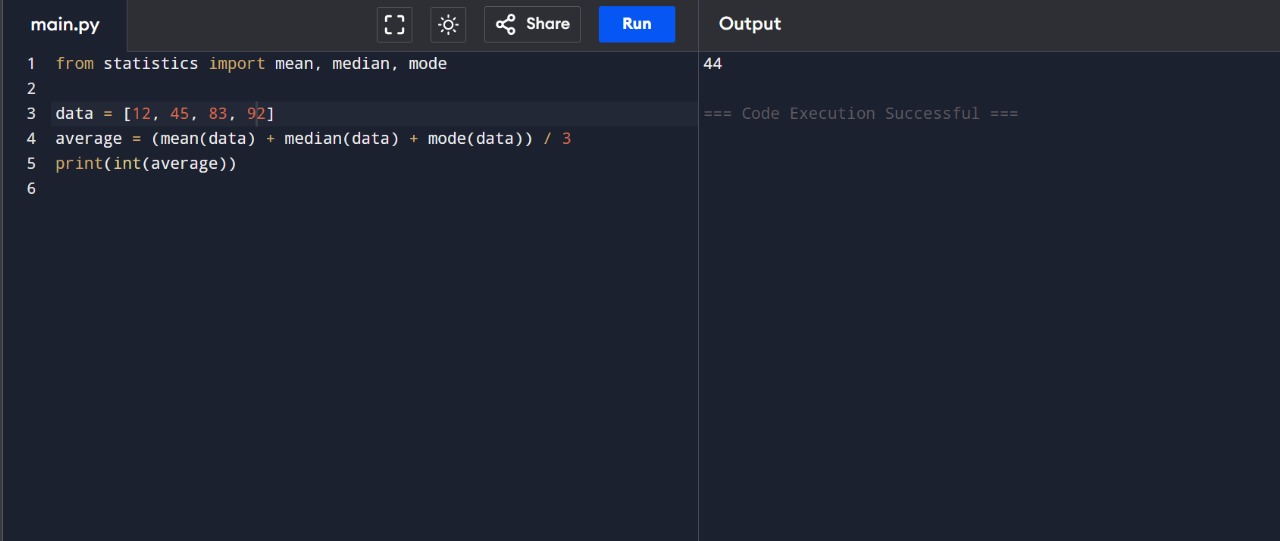 main.py Share Run Output
1 from statistics import mean, median, mode
2
3 data = [12, 45, 83, 92]
4 average = (mean(data) + median(data) + mode(data)) / 3
5 print(int(average))
6
44
=== Code Execution Successful ===